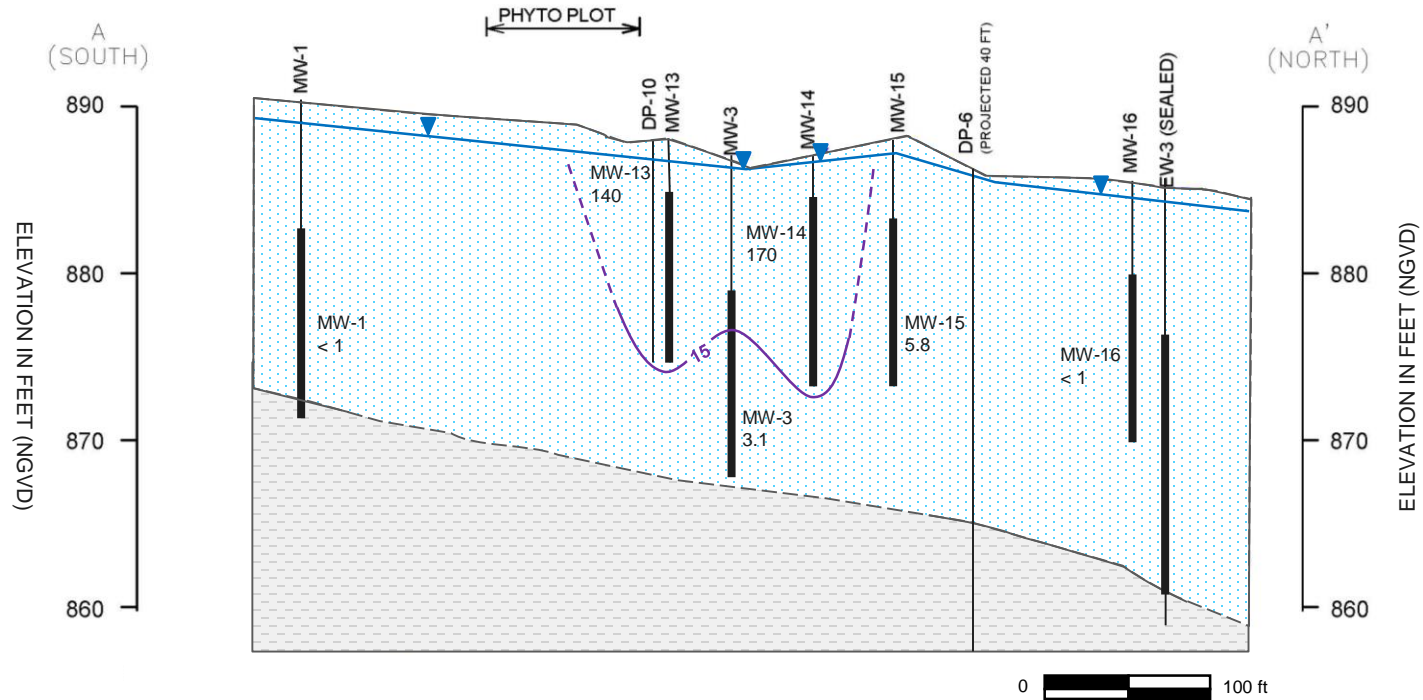 PHYTO PLOT
A
(SOUTH)
A'
(NORTH)
MW-1
DP-10
MW-13
MW-3
MW-14
MW-15
DP-6
(PROJECTED 40 FT)
MW-16
EW-3 (SEALED)
890
880
870
860
ELEVATION IN FEET (NGVD)
MW-13
140
MW-14
170
MW-1
< 1
15
MW-15
5.8
MW-16
< 1
MW-3
3.1
890
880
870
860
ELEVATION IN FEET (NGVD)
0 100 ft